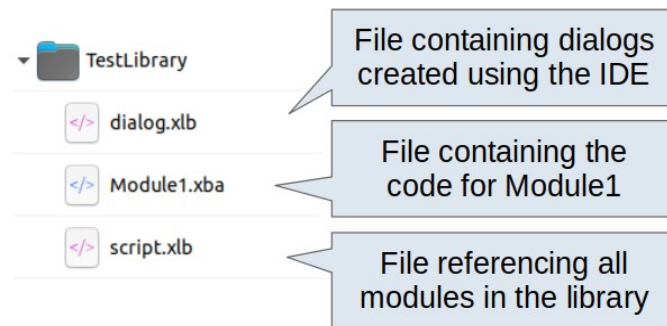 TestLibrary
File containing dialogs
created using the IDE
dialog.xlb
Module1.xba
File containing the
code for Module1
script.xlb
File referencing all
modules in the library